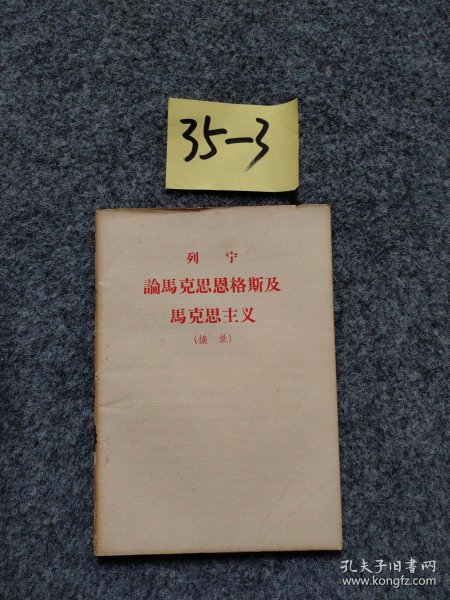 35-3
列宁
論馬克思恩格斯及
馬克思主义
(摘录)
孔夫子旧书网
www.kongfz.com